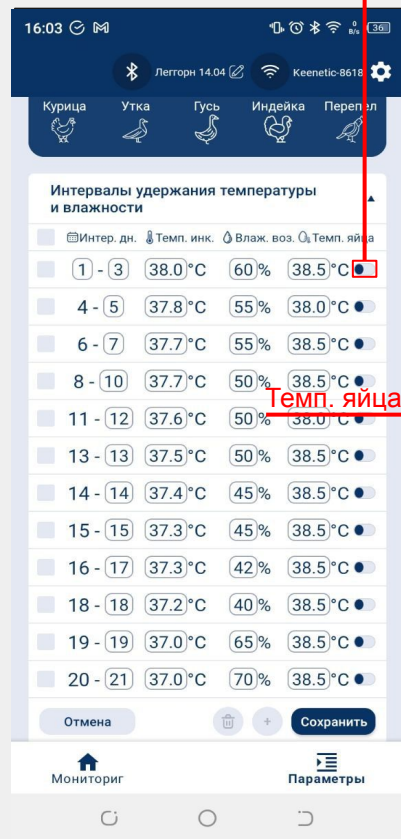 16:03 0 B/s 36
Леггорн 14.04 Keenetic-8618
Курица Утка Гусь Индейка Перепел
Интервалы удержания температуры
и влажности
Интер. дн. Темп. инк. Влаж. воз. Темп. яйца
1 - 3 38.0 °C 60 % 38.5 °C
4 - 5 37.8 °C 55 % 38.0 °C
6 - 7 37.7 °C 55 % 38.5 °C
8 - 10 37.7 °C 50 % 38.5 °C
Темп. яйца
11 - 12 37.6 °C 50 % 38.0 °C
13 - 13 37.5 °C 50 % 38.5 °C
14 - 14 37.4 °C 45 % 38.5 °C
15 - 15 37.3 °C 45 % 38.5 °C
16 - 17 37.3 °C 42 % 38.5 °C
18 - 18 37.2 °C 40 % 38.5 °C
19 - 19 37.0 °C 65 % 38.5 °C
20 - 21 37.0 °C 70 % 38.5 °C
Отмена + Сохранить
Мониториг Параметры